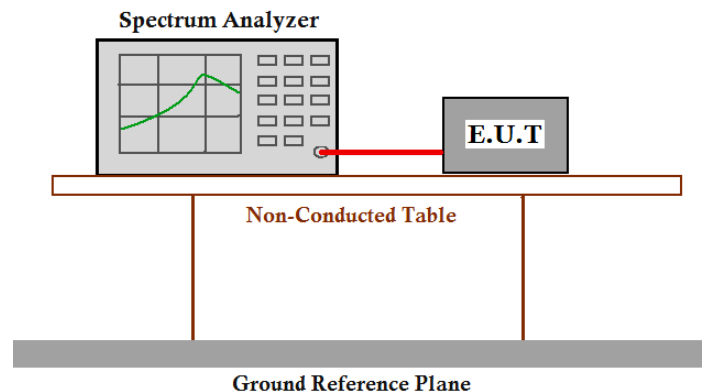 Spectrum Analyzer
E.U.T
Non-Conducted Table
Ground Reference Plane